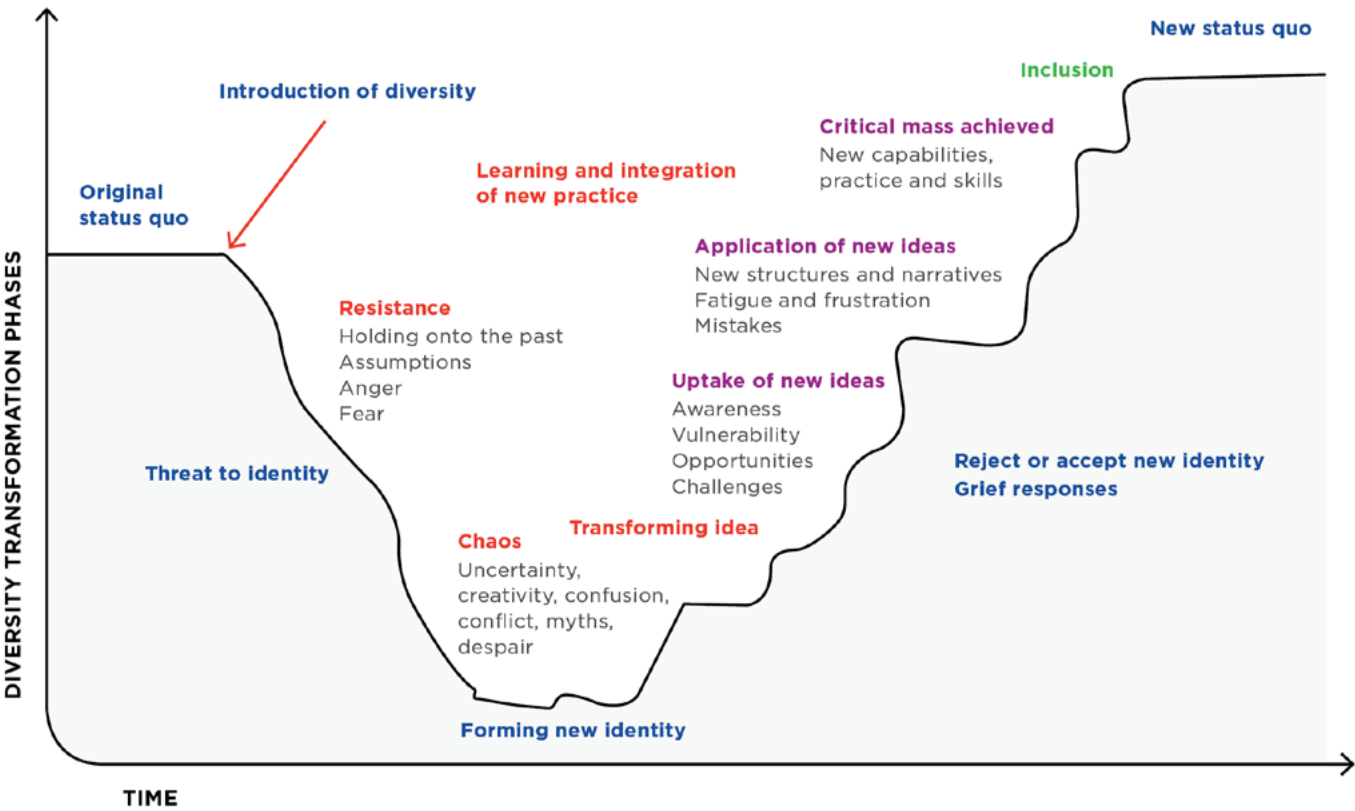 New status quo
Inclusion
Introduction of diversity
Critical mass achieved
New capabilities,
practice and skills
Learning and integration
of new practice
Original
status quo
Application of new ideas
New structures and narratives
Fatigue and frustration
Mistakes
Resistance
Holding onto the past
Assumptions
Anger
Fear
Uptake of new ideas
Awareness
Vulnerability
Opportunities
Challenges
Threat to identity
Reject or accept new identity
Grief responses
Transforming idea
Chaos
Uncertainty,
creativity, confusion,
conflict, myths,
despair
Forming new identity
DIVERSITY TRANSFORMATION PHASES
TIME